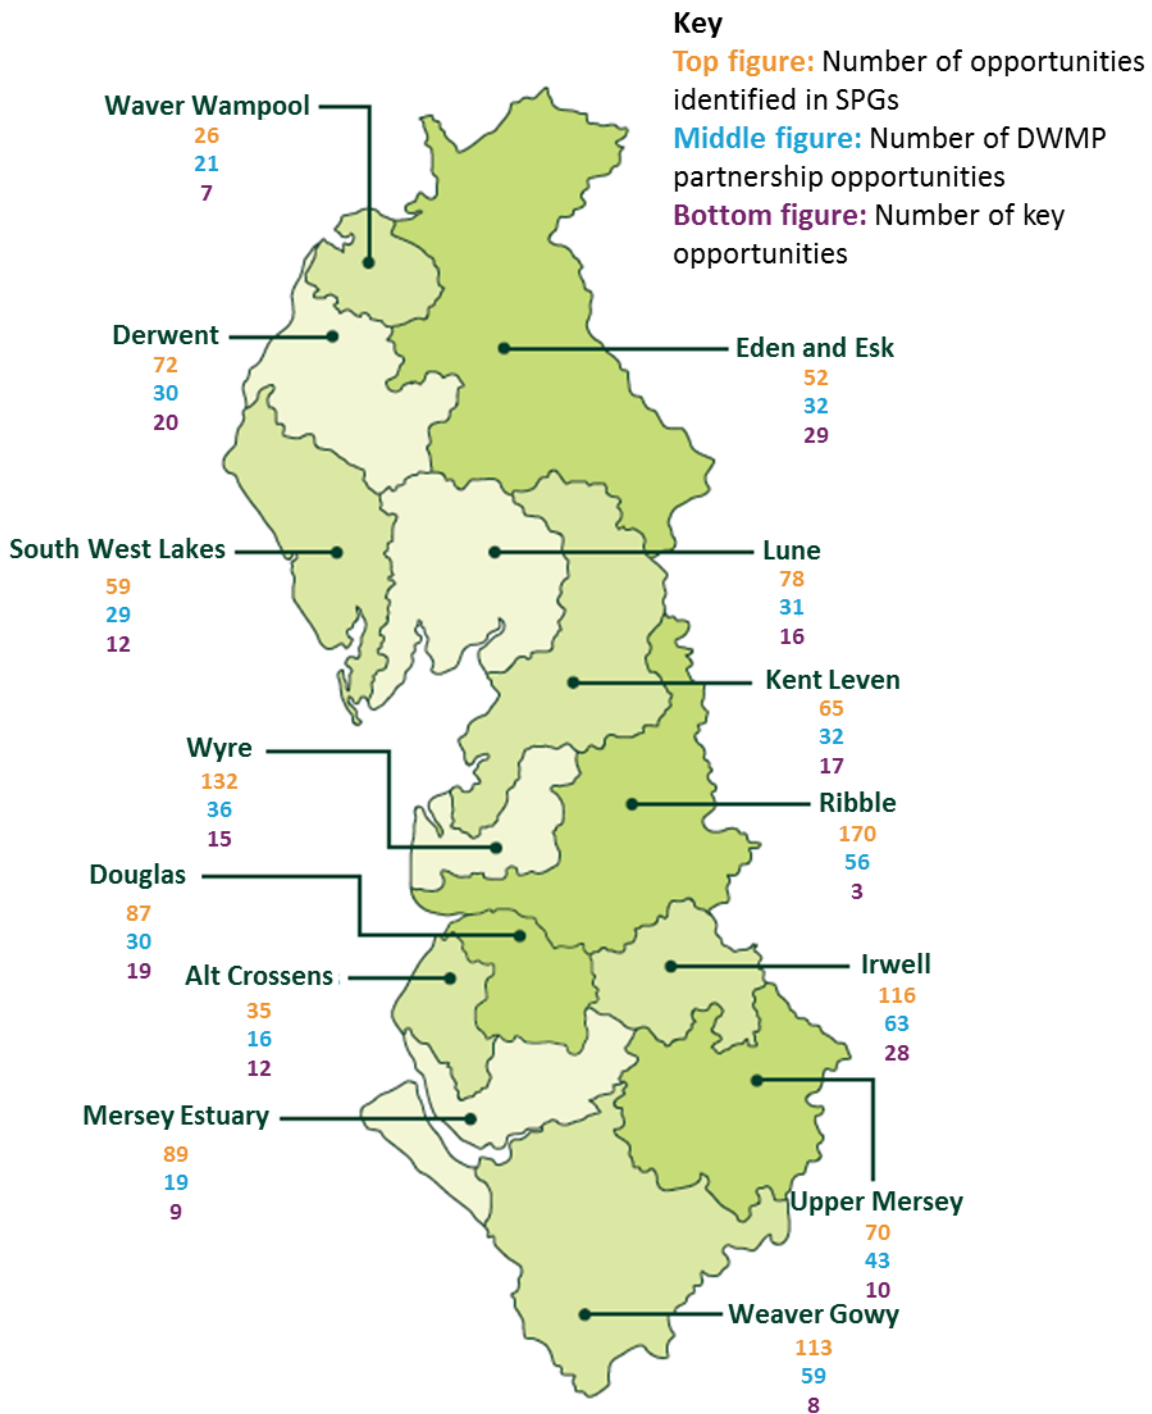 Key
Top figure: Number of opportunities
identified in SPGs
Middle figure: Number of DWMP
partnership opportunities
Bottom figure: Number of key
opportunities
Waver Wampool
26
21
7
Derwent
72
30
20
Eden and Esk
52
32
29
South West Lakes
59
29
12
Lune
78
31
16
Kent Leven
65
32
17
Wyre
132
36
15
Ribble
170
56
3
Douglas
87
30
19
Alt Crossens
35
16
12
Irwell
116
63
28
Mersey Estuary
89
19
9
Upper Mersey
70
43
10
Weaver Gowy
113
59
8